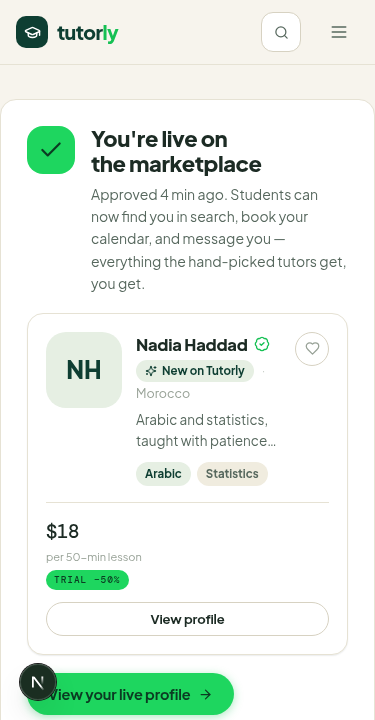 tutorly
You're live on
the marketplace
Approved 4 min ago. Students can
now find you in search, book your
calendar, and message you —
everything the hand-picked tutors get,
you get.
NH
Nadia Haddad
New on Tutorly ·
Morocco
Arabic and statistics,
taught with patience…
Arabic Statistics
$18
per 50-min lesson
TRIAL −50%
View profile
N View your live profile →